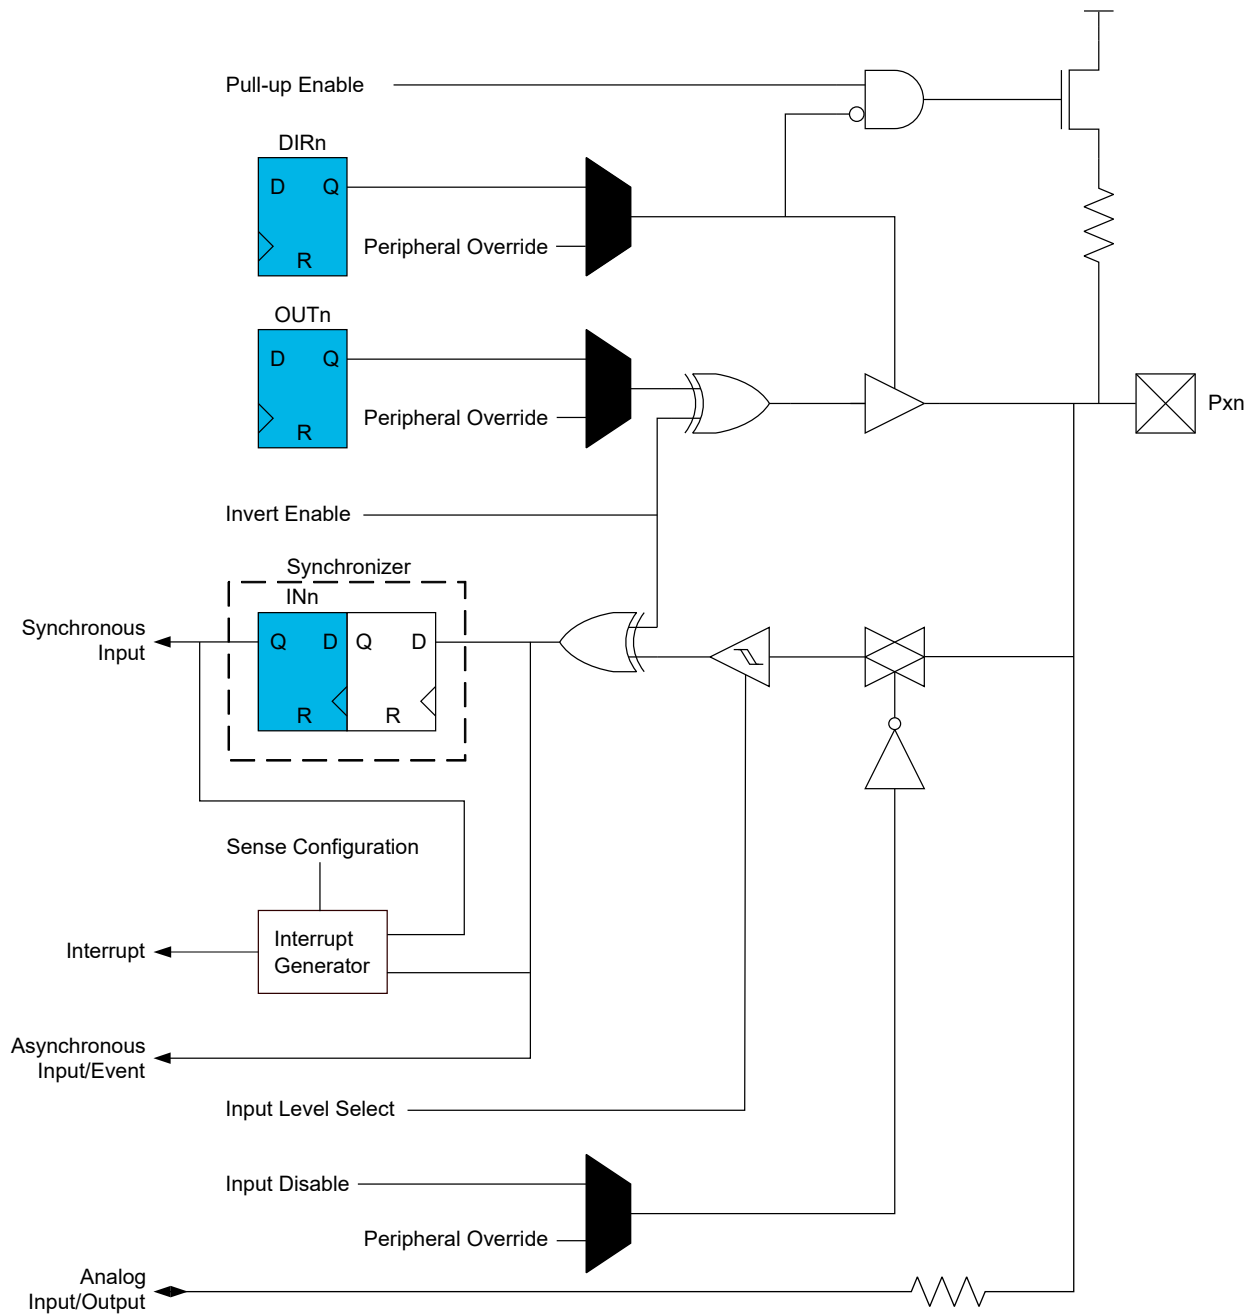 Pull-up Enable
DIRn
D Q
Peripheral Override
R
OUTn
D Q
Pxn
Peripheral Override
R
Invert Enable
Synchronizer
INn
Synchronous
Input
Q D Q D
R R
Sense Configuration
Interrupt
Interrupt
Generator
Asynchronous
Input/Event
Input Level Select
Input Disable
Peripheral Override
Analog
Input/Output